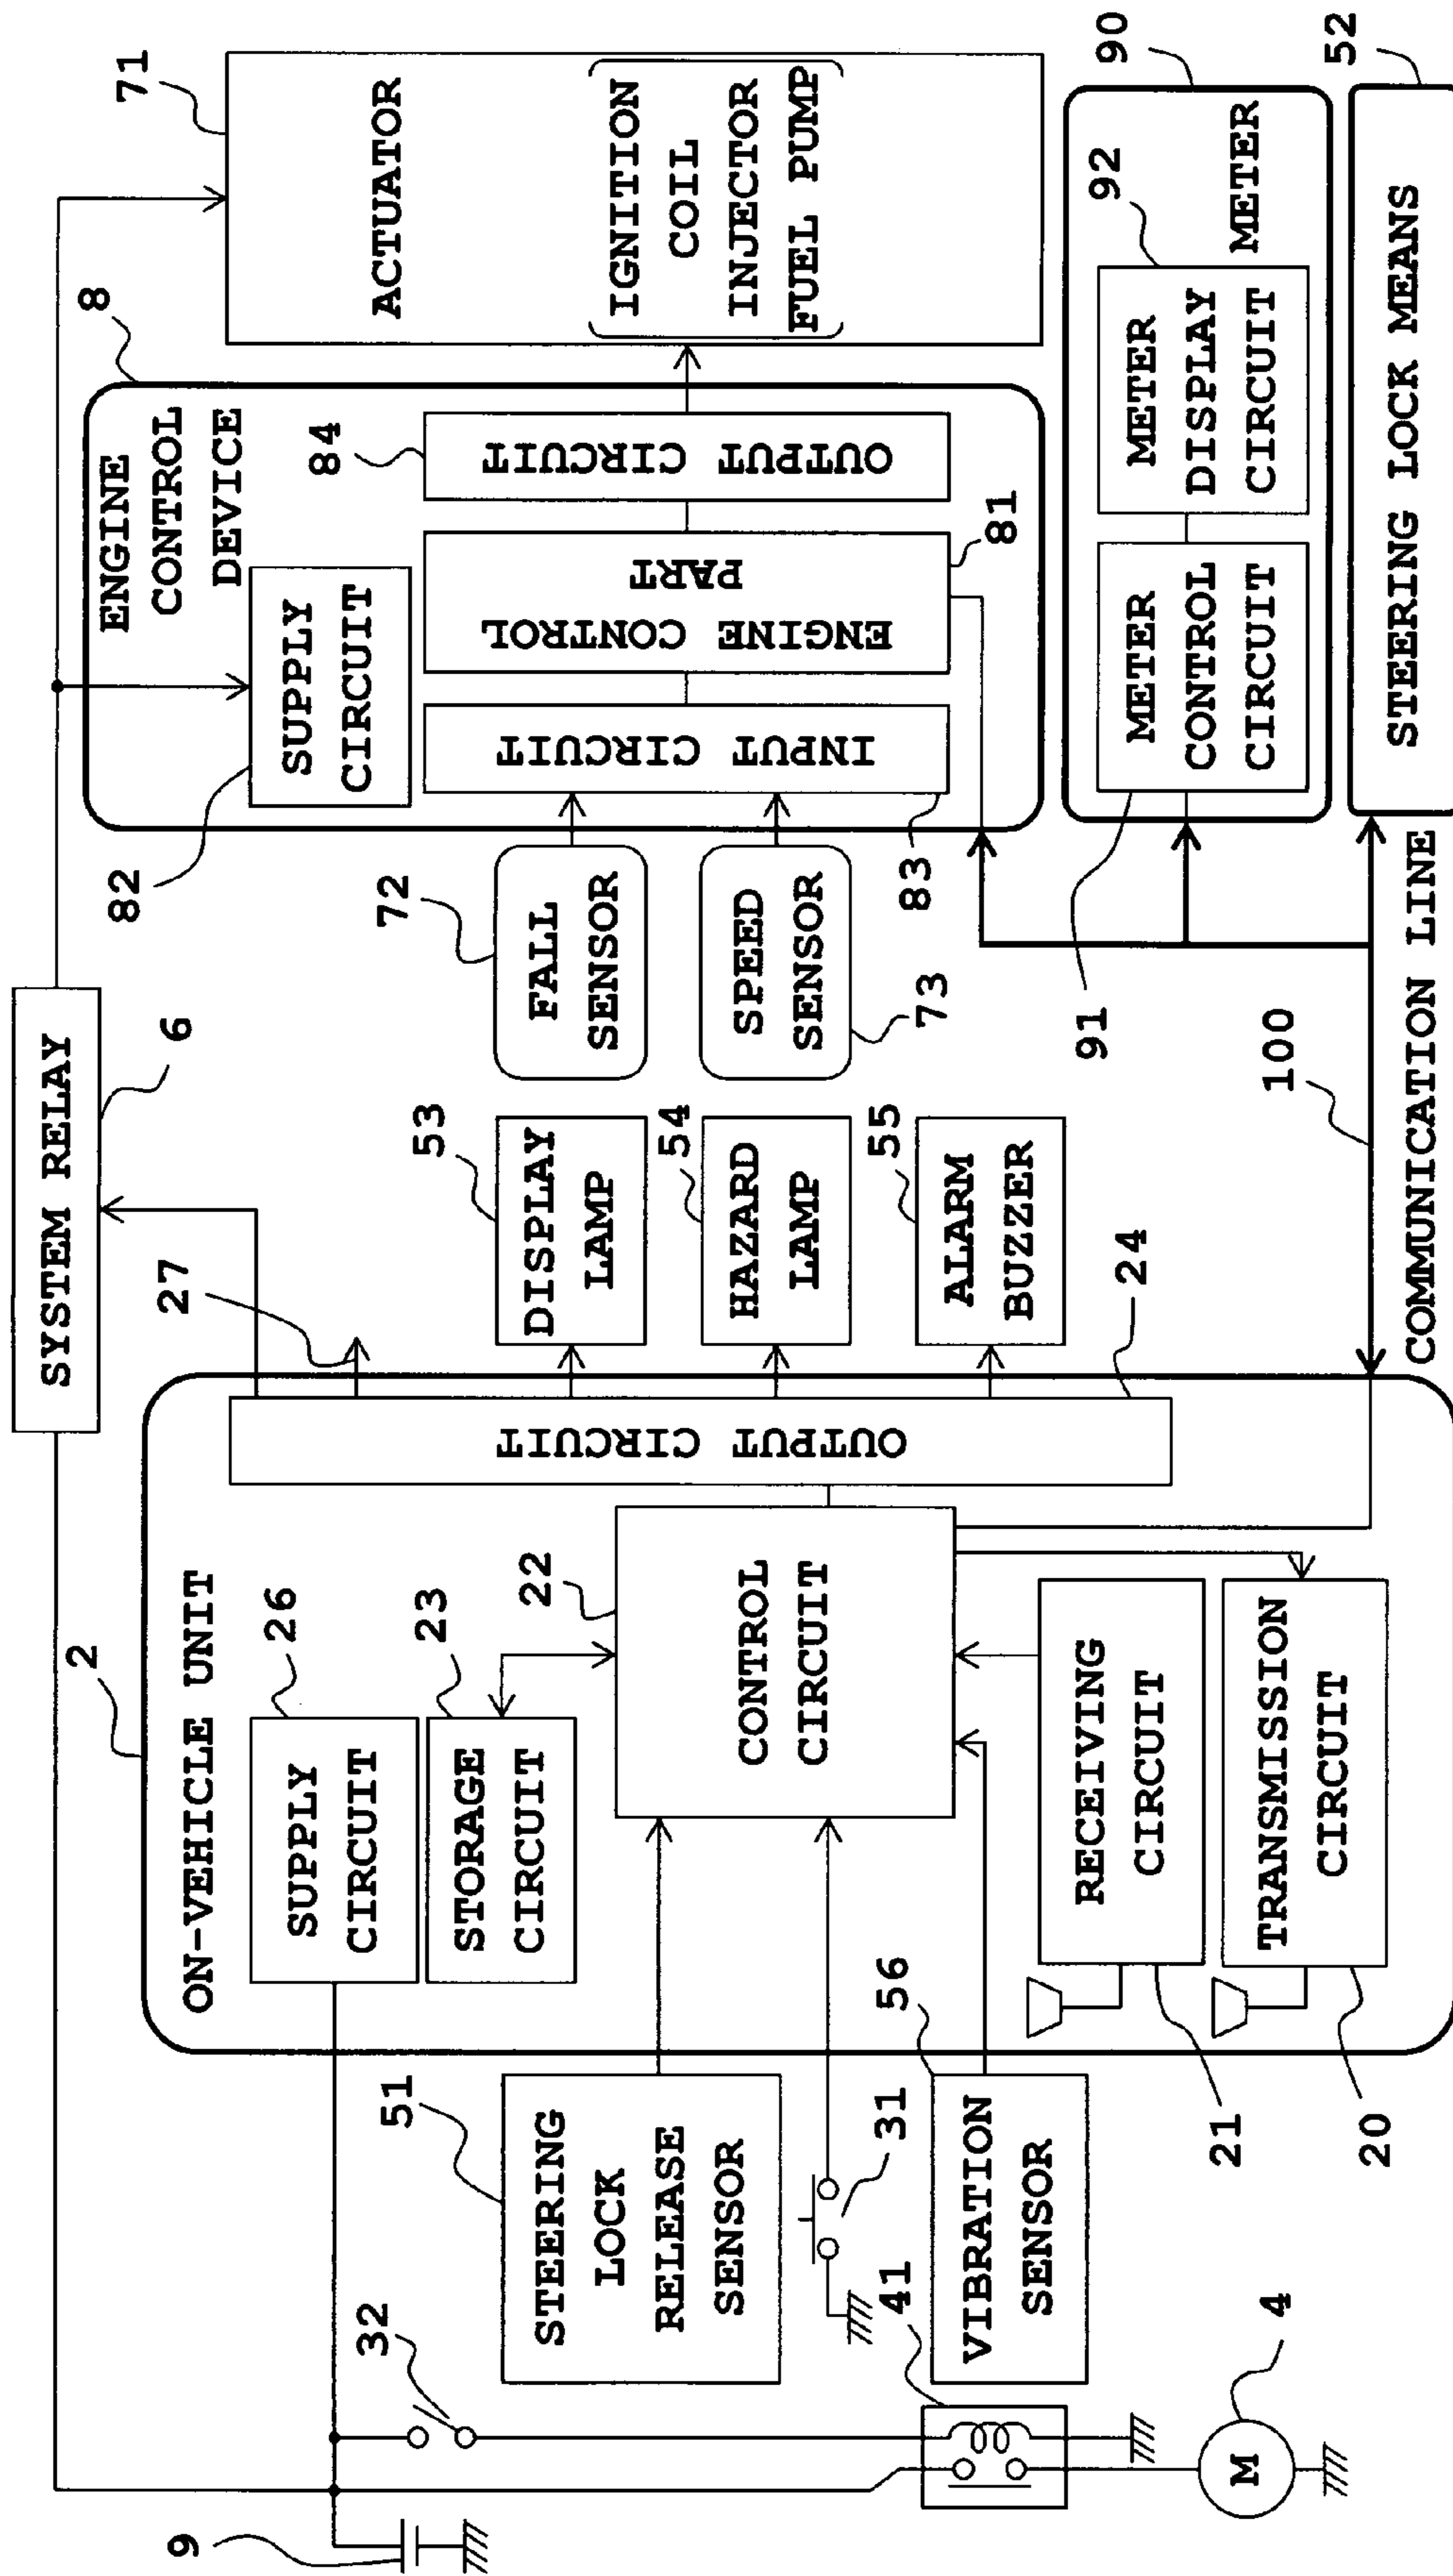 SYSTEM RELAY
6
71
ACTUATOR
IGNITION
COIL
INJECTOR
FUEL PUMP
8
ENGINE
CONTROL
DEVICE
82
SUPPLY
CIRCUIT
84
OUTPUT CIRCUIT
81
ENGINE CONTROL
PART
INPUT CIRCUIT
83
72
FALL
SENSOR
SPEED
SENSOR
73
90
92
METER
METER
DISPLAY
CIRCUIT
METER
CONTROL
CIRCUIT
91
52
STEERING LOCK MEANS
100
COMMUNICATION LINE
27
53
DISPLAY
LAMP
54
HAZARD
LAMP
55
ALARM
BUZZER
24
OUTPUT CIRCUIT
2
ON-VEHICLE UNIT
26
SUPPLY
CIRCUIT
23
STORAGE
CIRCUIT
22
CONTROL
CIRCUIT
RECEIVING
CIRCUIT
21
TRANSMISSION
CIRCUIT
20
51
STEERING
LOCK
RELEASE
SENSOR
31
56
VIBRATION
SENSOR
32
41
4
M
9